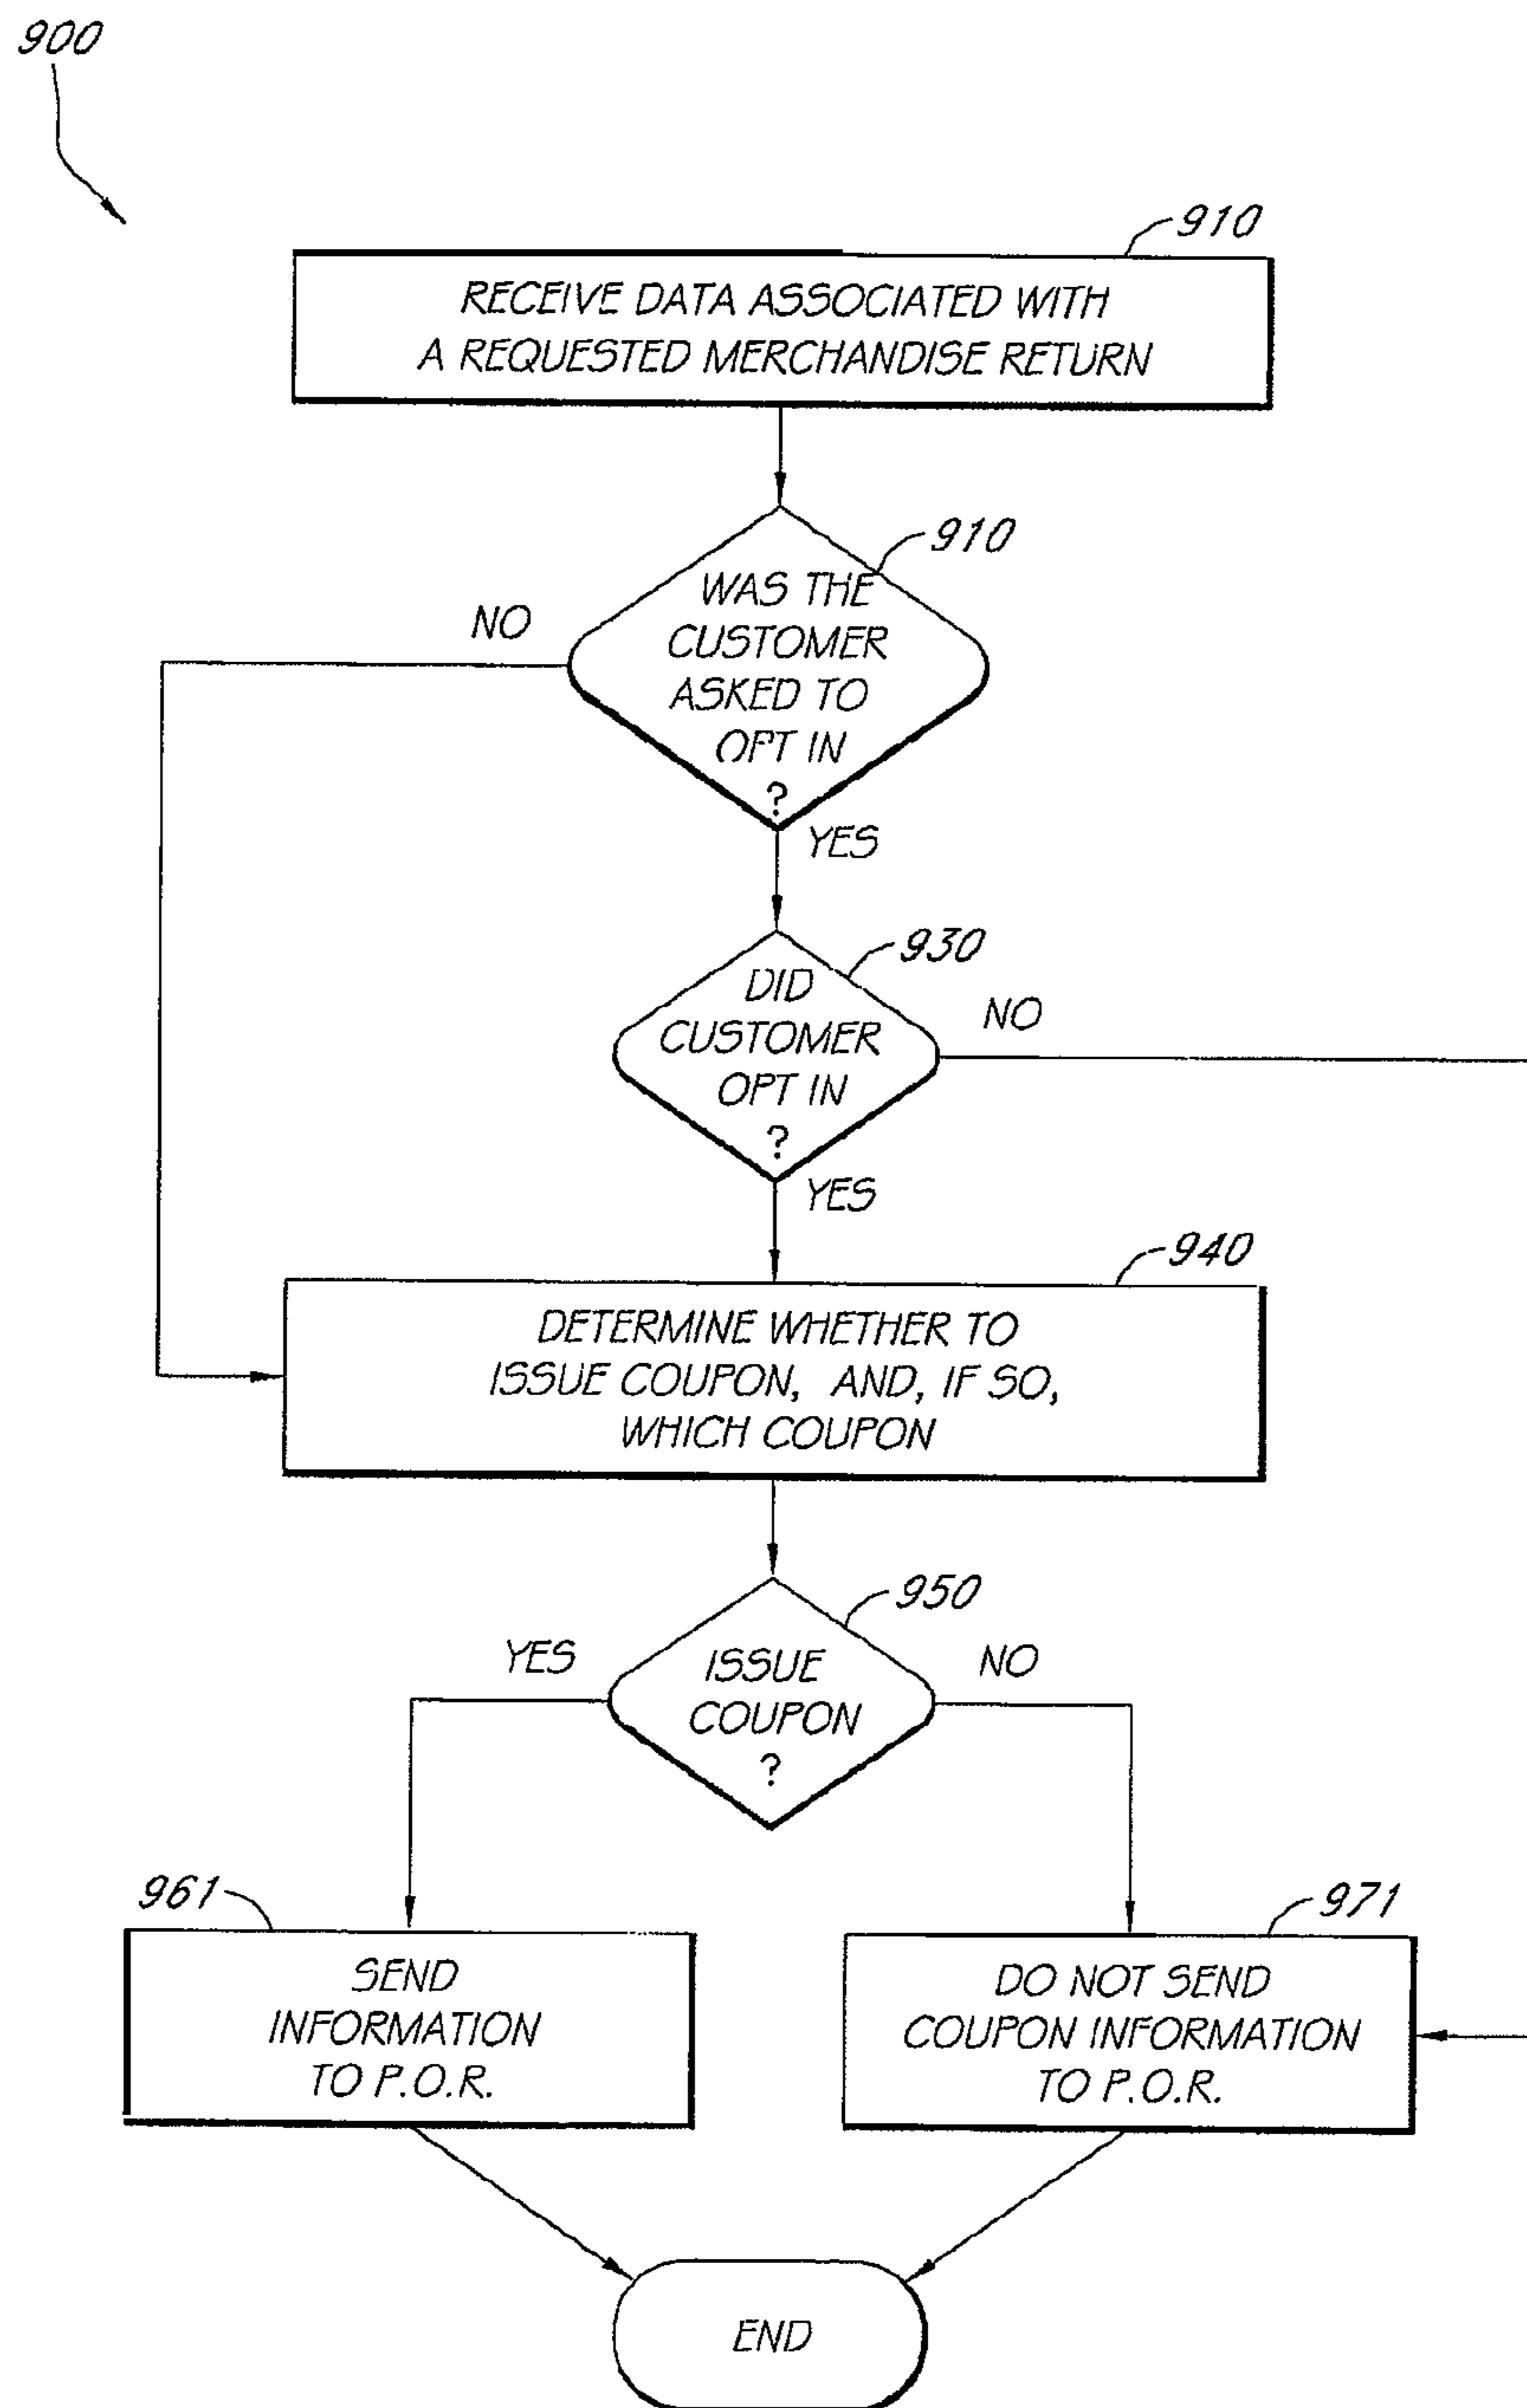 900
910
RECEIVE DATA ASSOCIATED WITH
A REQUESTED MERCHANDISE RETURN
910
WAS THE
CUSTOMER
ASKED TO
OPT IN
?
NO
YES
930
DID
CUSTOMER
OPT IN
?
NO
YES
940
DETERMINE WHETHER TO
ISSUE COUPON, AND, IF SO,
WHICH COUPON
950
ISSUE
COUPON
?
YES
NO
961
SEND
INFORMATION
TO P.O.R.
971
DO NOT SEND
COUPON INFORMATION
TO P.O.R.
END